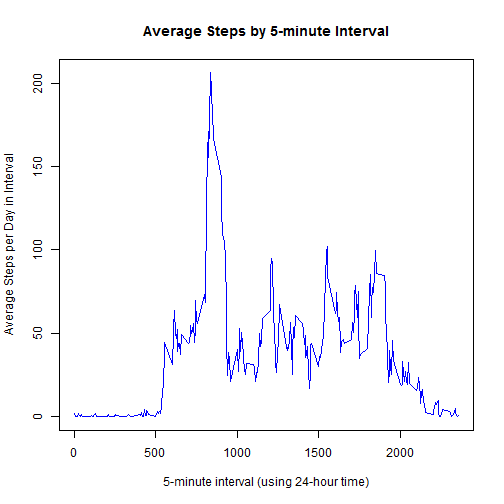 Average Steps by 5-minute Interval
Average Steps per Day in Interval
200
150
100
50
0
0 500 1000 1500 2000
5-minute interval (using 24-hour time)